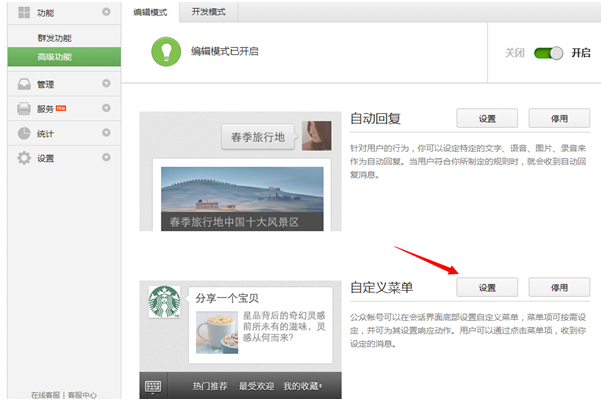 功能
群发功能
高级功能
管理
服务
统计
设置
在线客服 | 客服中心
编辑模式
开发模式
编辑模式已开启
关闭
开启
春季旅行地
春季旅行地中国十大风景区
自动回复
设置
停用
针对用户的行为，你可以设定特定的文字、语音、图片、录音来
作为自动回复。当用户符合你所制定的规则时，就会收到自动回
复消息。
分享一个宝贝
星品背后的奇幻灵感
前所未有的滋味，灵
感从何而来?
热门推荐
最受欢迎
我的收藏
自定义菜单
设置
停用
公众帐号可以在会话界面底部设置自定义菜单，菜单项可按需设
定，并可为其设置响应动作。用户可以通过点击菜单项，收到你
设定的消息。